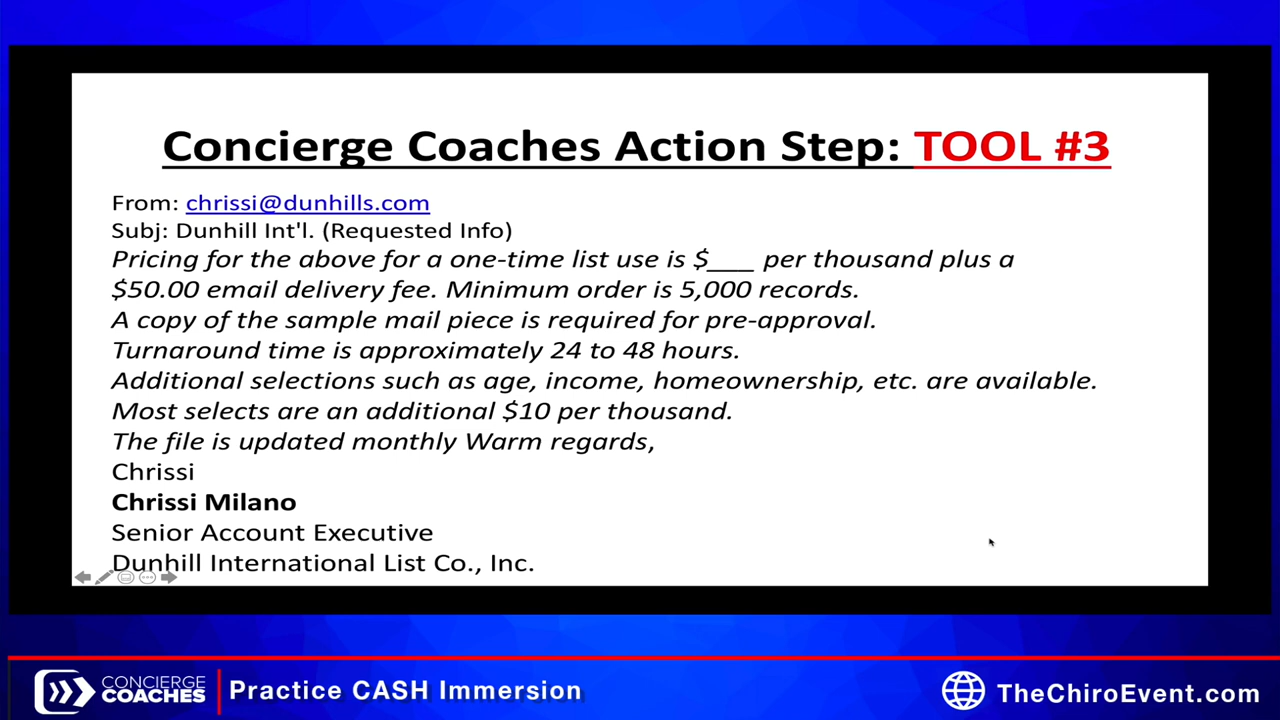 Concierge Coaches Action Step: TOOL #3
From: chrissi@dunhills.com
Subj: Dunhill Int'l. (Requested Info)
Pricing for the above for a one-time list use is $___ per thousand plus a
$50.00 email delivery fee. Minimum order is 5,000 records.
A copy of the sample mail piece is required for pre-approval.
Turnaround time is approximately 24 to 48 hours.
Additional selections such as age, income, homeownership, etc. are available.
Most selects are an additional $10 per thousand.
The file is updated monthly Warm regards,
Chrissi
Chrissi Milano
Senior Account Executive
Dunhill International List Co., Inc.
CONCIERGE
COACHES
Practice CASH Immersion
TheChiroEvent.com